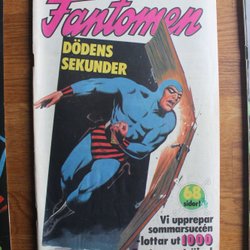 Fantomen
DÖDENS
SEKUNDER
68
sidor!
Vi upprepar
sommarsuccén
-lottar ut 1000